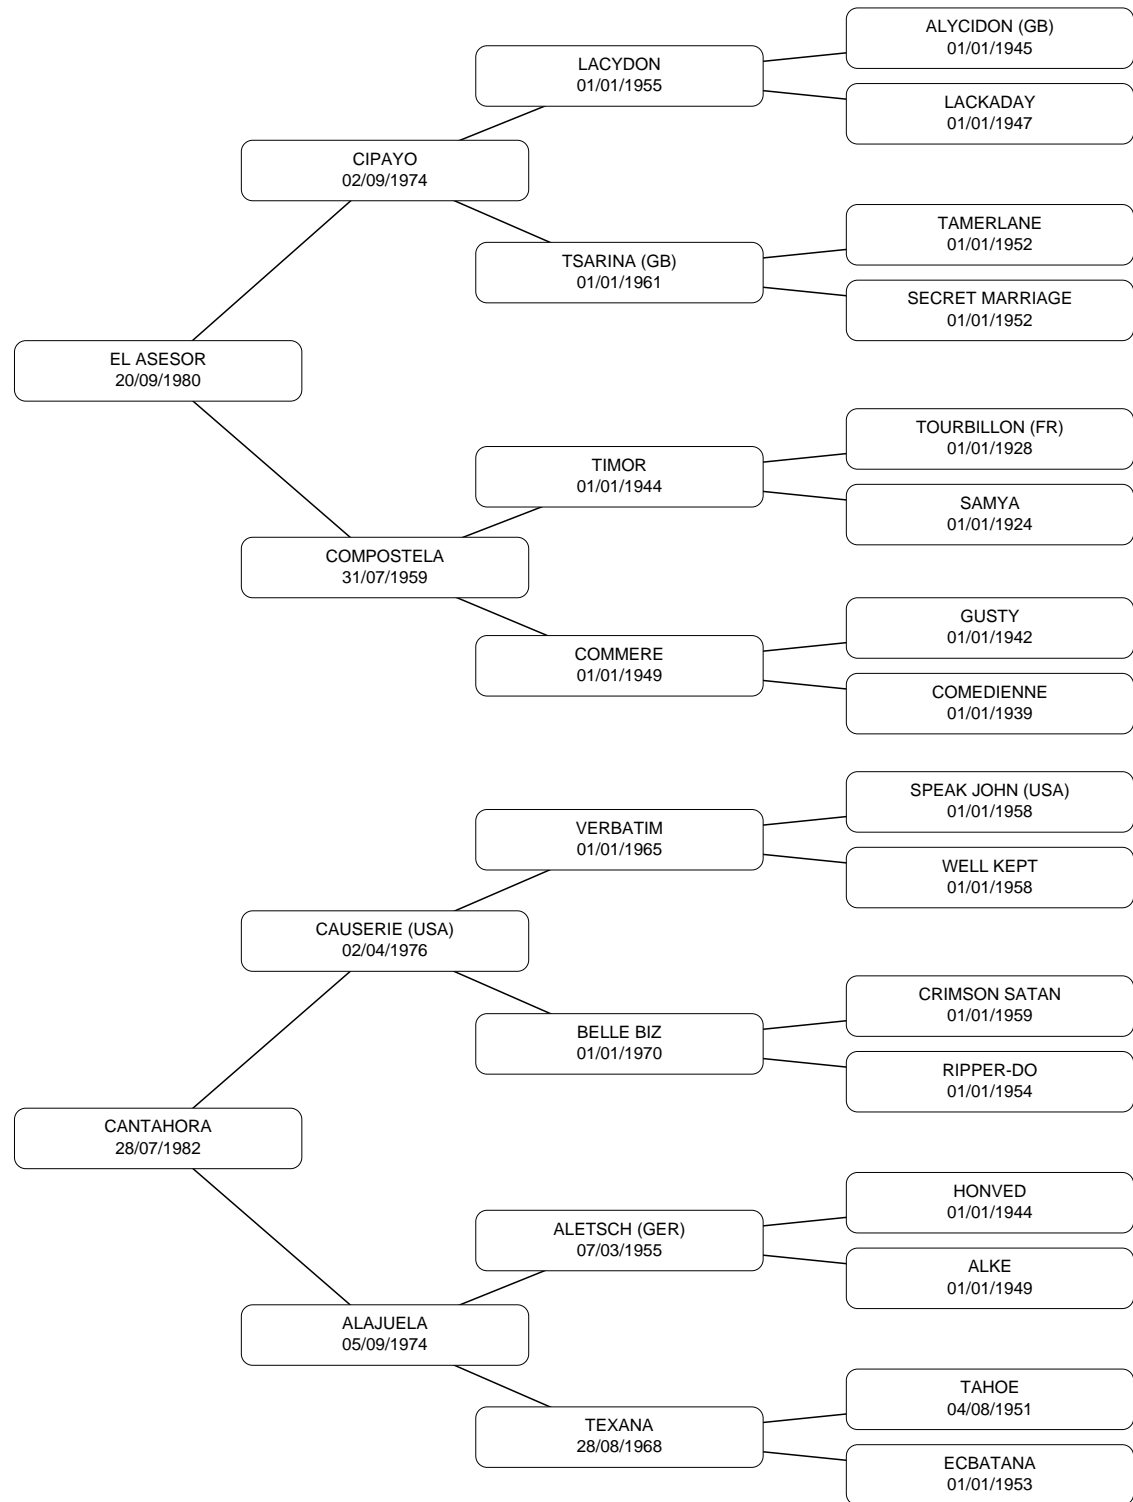 ALYCIDON (GB)
01/01/1945
LACYDON
01/01/1955
LACKADAY
01/01/1947
CIPAYO
02/09/1974
TAMERLANE
01/01/1952
TSARINA (GB)
01/01/1961
SECRET MARRIAGE
01/01/1952
EL ASESOR
20/09/1980
TOURBILLON (FR)
01/01/1928
TIMOR
01/01/1944
SAMYA
01/01/1924
COMPOSTELA
31/07/1959
GUSTY
01/01/1942
COMMERE
01/01/1949
COMEDIENNE
01/01/1939
SPEAK JOHN (USA)
01/01/1958
VERBATIM
01/01/1965
WELL KEPT
01/01/1958
CAUSERIE (USA)
02/04/1976
CRIMSON SATAN
01/01/1959
BELLE BIZ
01/01/1970
RIPPER-DO
01/01/1954
CANTAHORA
28/07/1982
HONVED
01/01/1944
ALETSCH (GER)
07/03/1955
ALKE
01/01/1949
ALAJUELA
05/09/1974
TAHOE
04/08/1951
TEXANA
28/08/1968
ECBATANA
01/01/1953